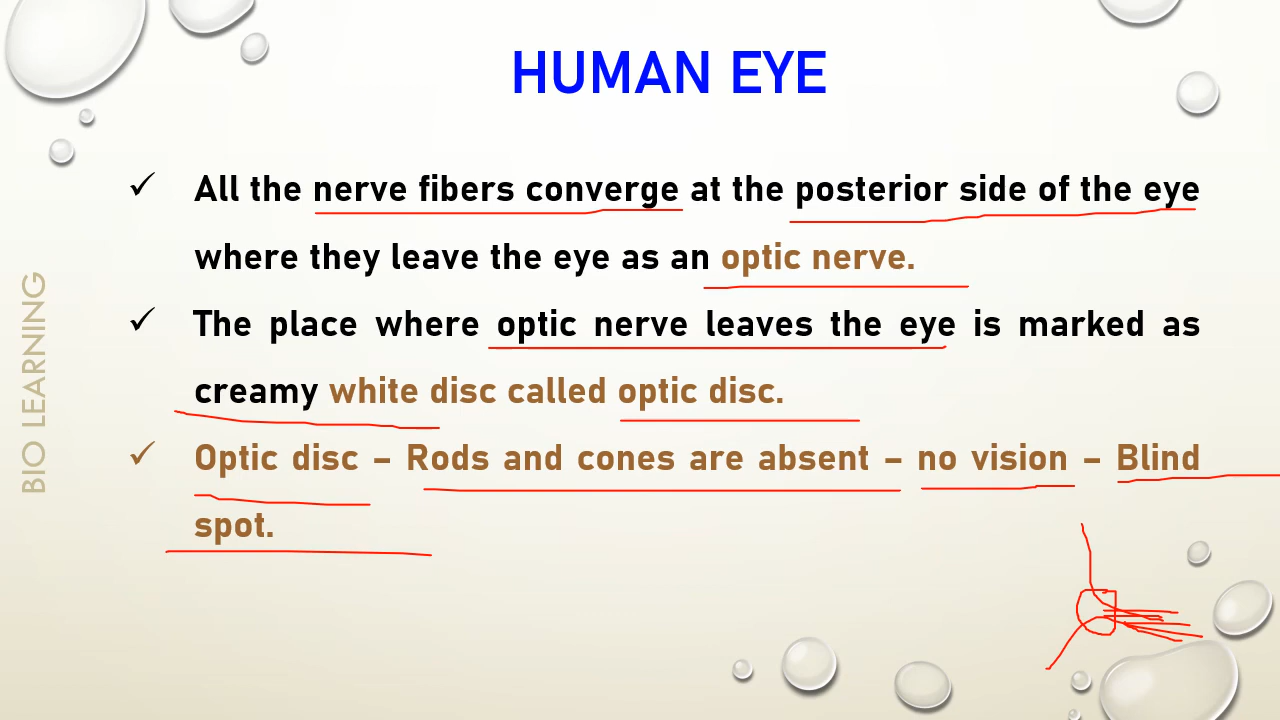 HUMAN EYE
✓ All the nerve fibers converge at the posterior side of the eye
where they leave the eye as an optic nerve.
✓ The place where optic nerve leaves the eye is marked as
creamy white disc called optic disc.
✓ Optic disc – Rods and cones are absent – no vision – Blind
spot.
BIO LEARNING